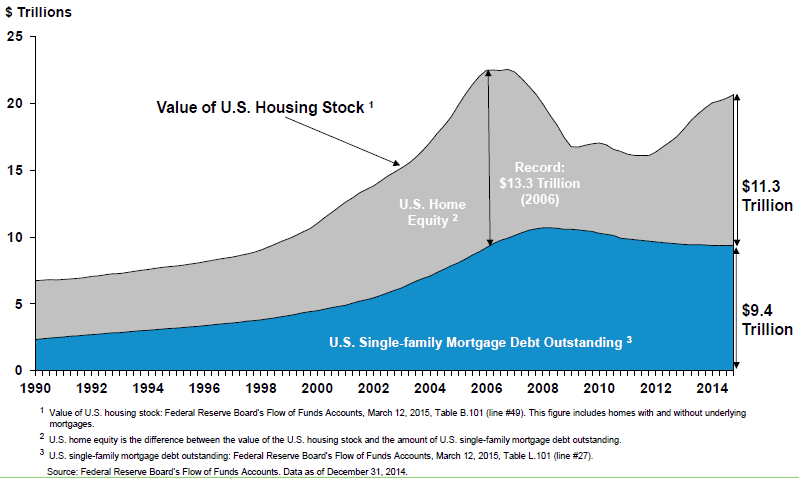 $ Trillions
25
20
15
10
5
0
Value of U.S. Housing Stock 1
Record:
$13.3 Trillion
(2006)
U.S. Home
Equity 2
$11.3
Trillion
$9.4
Trillion
U.S. Single-family Mortgage Debt Outstanding 3
1990 1992 1994 1996 1998 2000 2002 2004 2006 2008 2010 2012 2014
1 Value of U.S. housing stock: Federal Reserve Board's Flow of Funds Accounts, March 12, 2015, Table B.101 (line #49). This figure includes homes with and without underlying
mortgages.
2 U.S. home equity is the difference between the value of the U.S. housing stock and the amount of U.S. single-family mortgage debt outstanding.
3 U.S. single-family mortgage debt outstanding: Federal Reserve Board's Flow of Funds Accounts, March 12, 2015, Table L.101 (line #27).
Source: Federal Reserve Board's Flow of Funds Accounts. Data as of December 31, 2014.